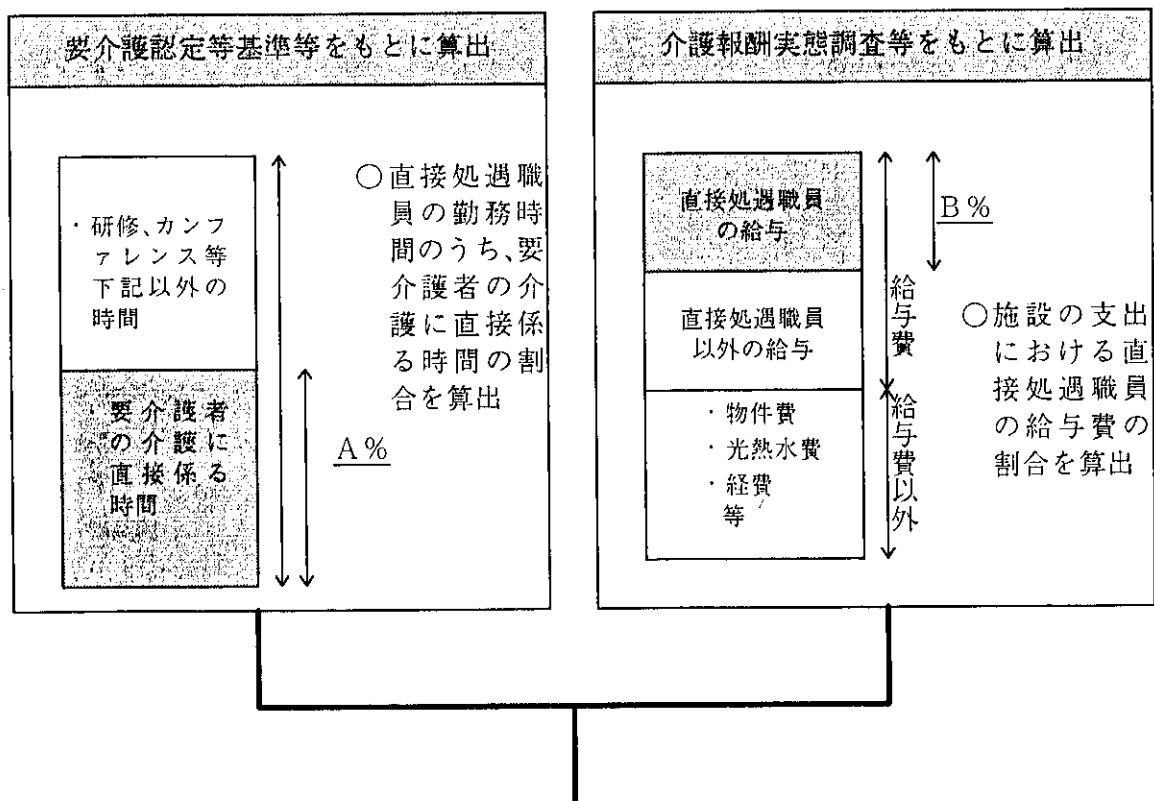 要介護認定等基準等をもとに算出
・研修、カンフ
ァレンス等
下記以外の
時間
要介護者
の介護に
直接係る
時間
A%
○直接処遇職
員の勤務時
間のうち、要
介護者の介
護に直接係
る時間の割
合を算出
介護報酬実態調査等をもとに算出
直接処遇職員
の給与
直接処遇職員
以外の給与
・物件費
・光熱水費
・経費
等
給与費
給与費以外
B%
○施設の支出
における直
接処遇職員
の給与費の
割合を算出